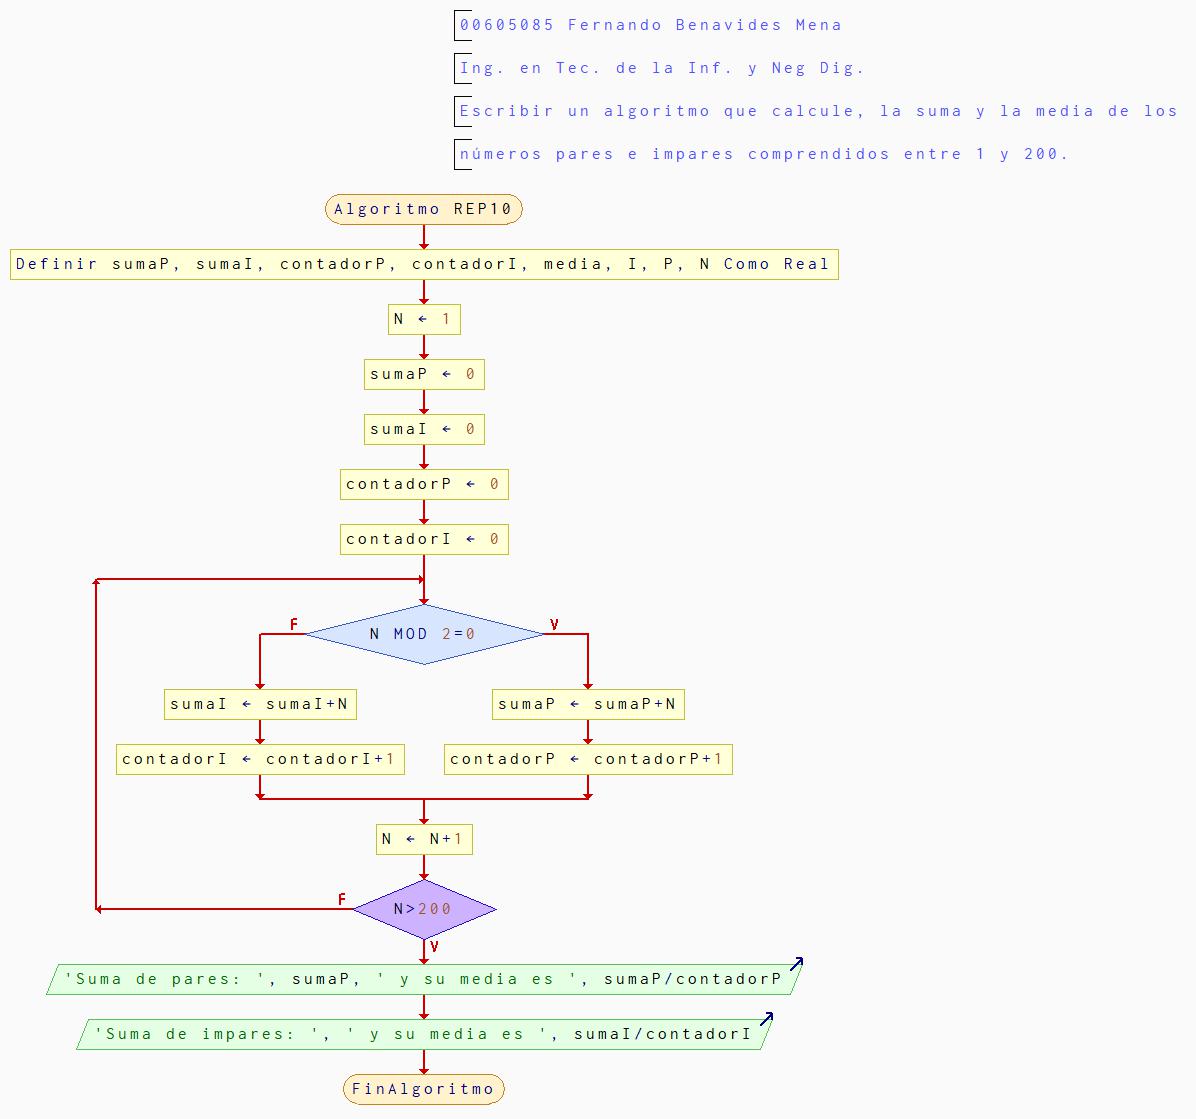 00605085 Fernando Benavides Mena
Ing. en Tec. de la Inf. y Neg Dig.
Escribir un algoritmo que calcule, la suma y la media de los
números pares e impares comprendidos entre 1 y 200.
Algoritmo REP10
Definir sumaP, sumaI, contadorP, contadorI, media, I, P, N Como Real
N ← 1
sumaP ← 0
sumaI ← 0
contadorP ← 0
contadorI ← 0
F
V
N MOD 2=0
sumaI ← sumaI+N
sumaP ← sumaP+N
contadorI ← contadorI+1
contadorP ← contadorP+1
N ← N+1
F
N>200
V
'Suma de pares: ', sumaP, ' y su media es ', sumaP/contadorP
'Suma de impares: ', ' y su media es ', sumaI/contadorI
FinAlgoritmo